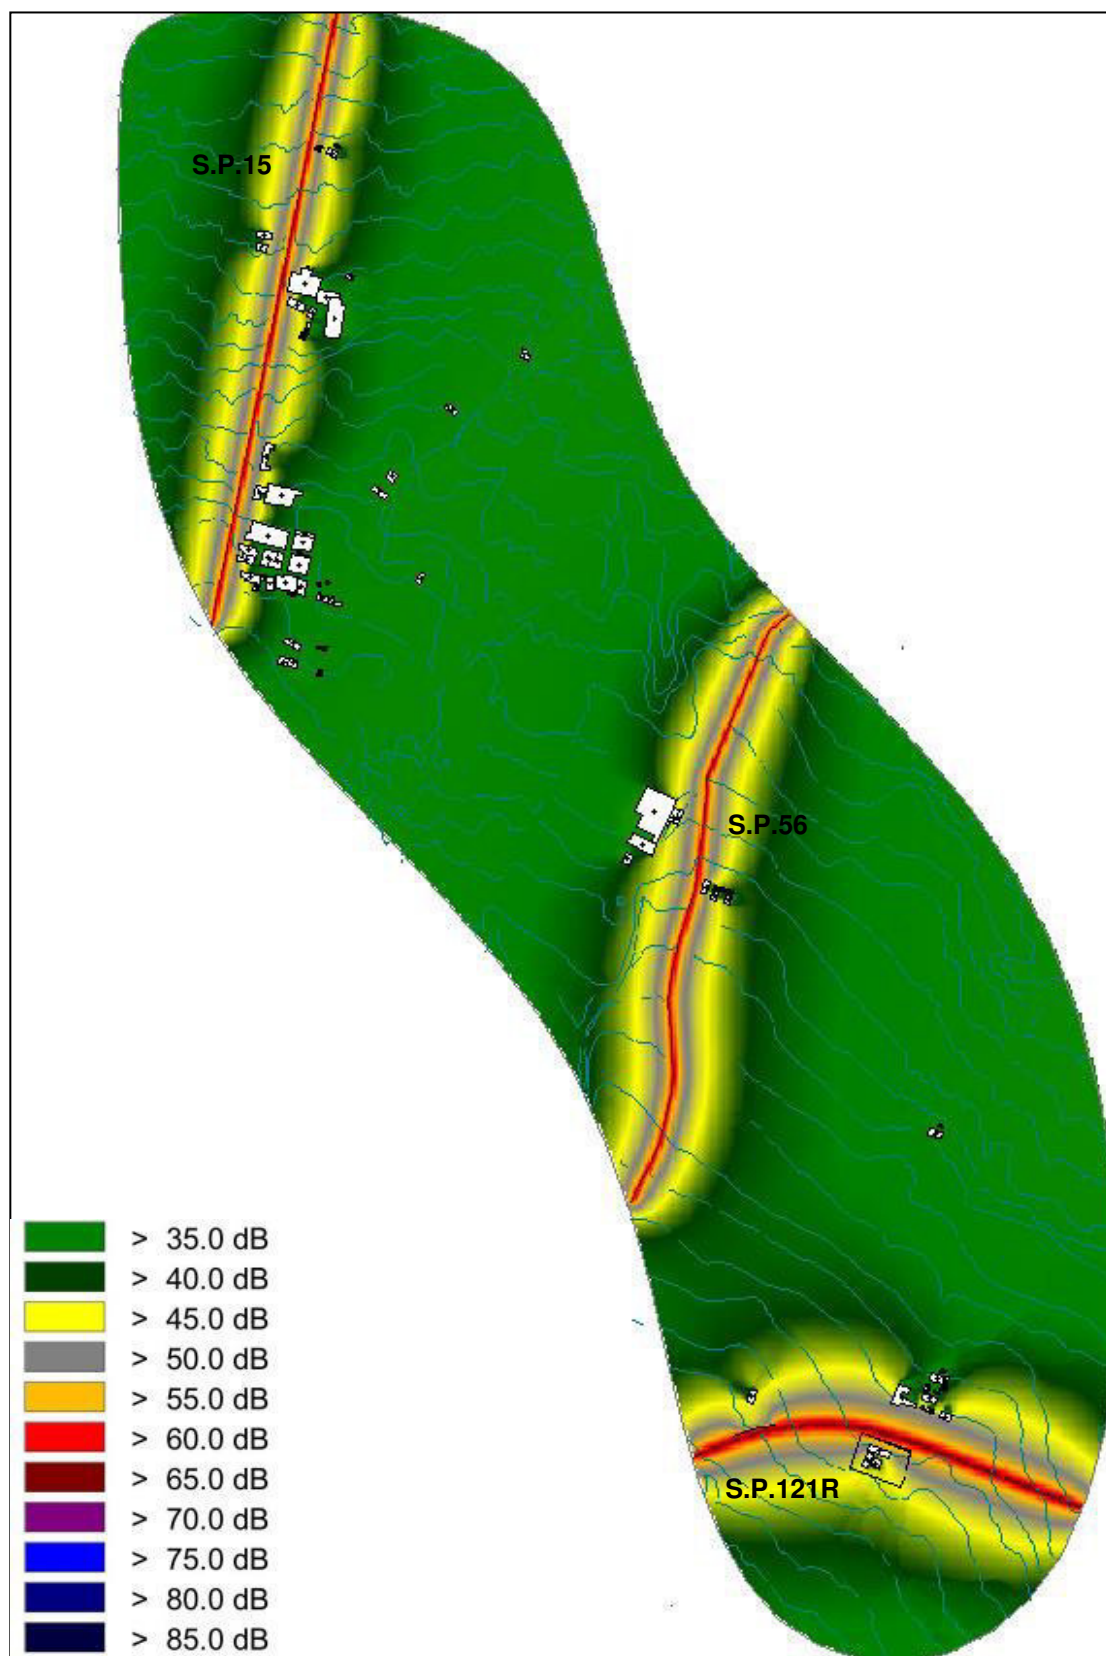 S.P.15
S.P.56
> 35.0 dB
> 40.0 dB
> 45.0 dB
> 50.0 dB
> 55.0 dB
> 60.0 dB
> 65.0 dB
> 70.0 dB
> 75.0 dB
> 80.0 dB
> 85.0 dB
S.P.121R